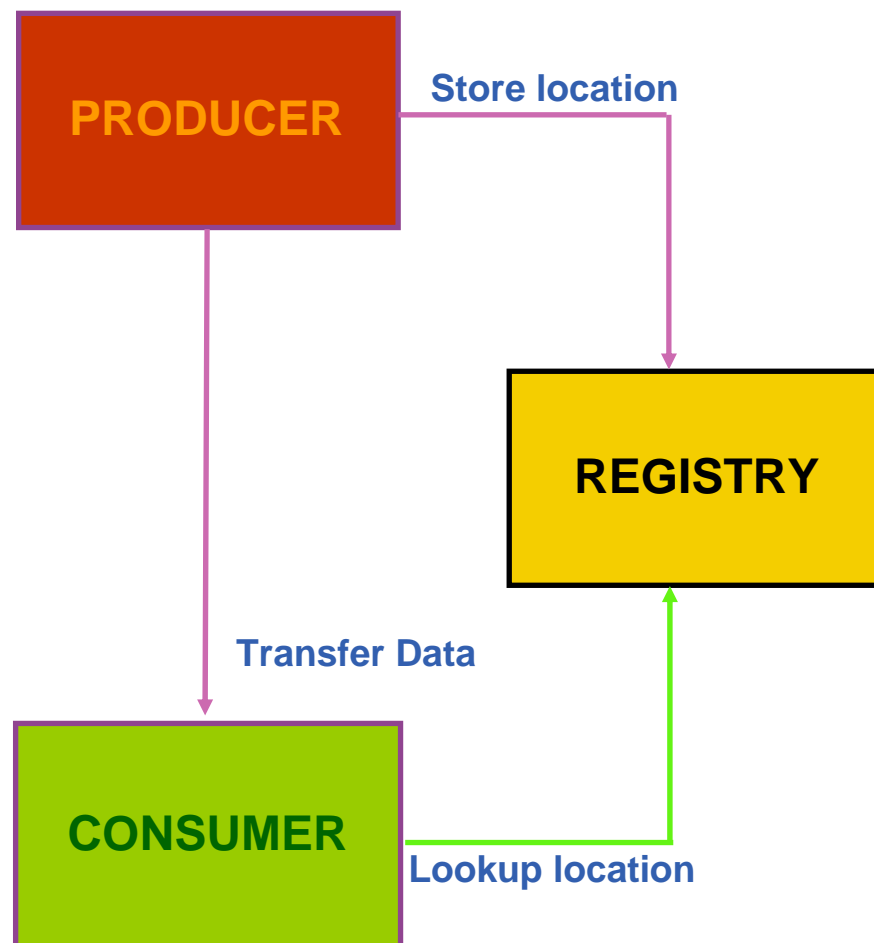 Store location
PRODUCER
REGISTRY
Transfer Data
CONSUMER
Lookup location